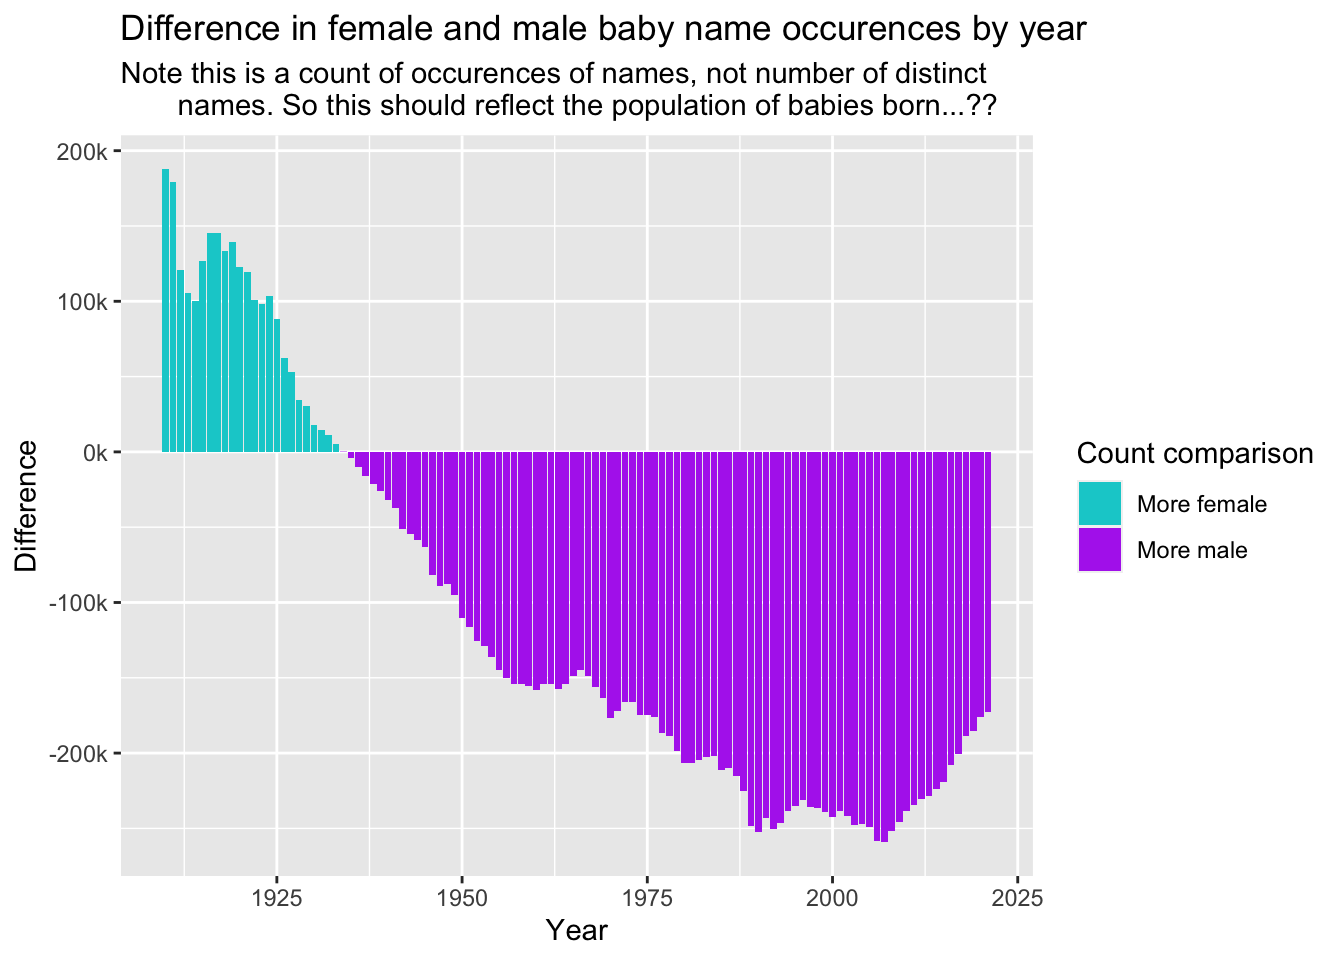 Difference in female and male baby name occurences by year
Note this is a count of occurences of names, not number of distinct
names. So this should reflect the population of babies born...??
200k
100k
0k
-100k
-200k
Difference
1925 1950 1975 2000 2025
Year
Count comparison
More female
More male